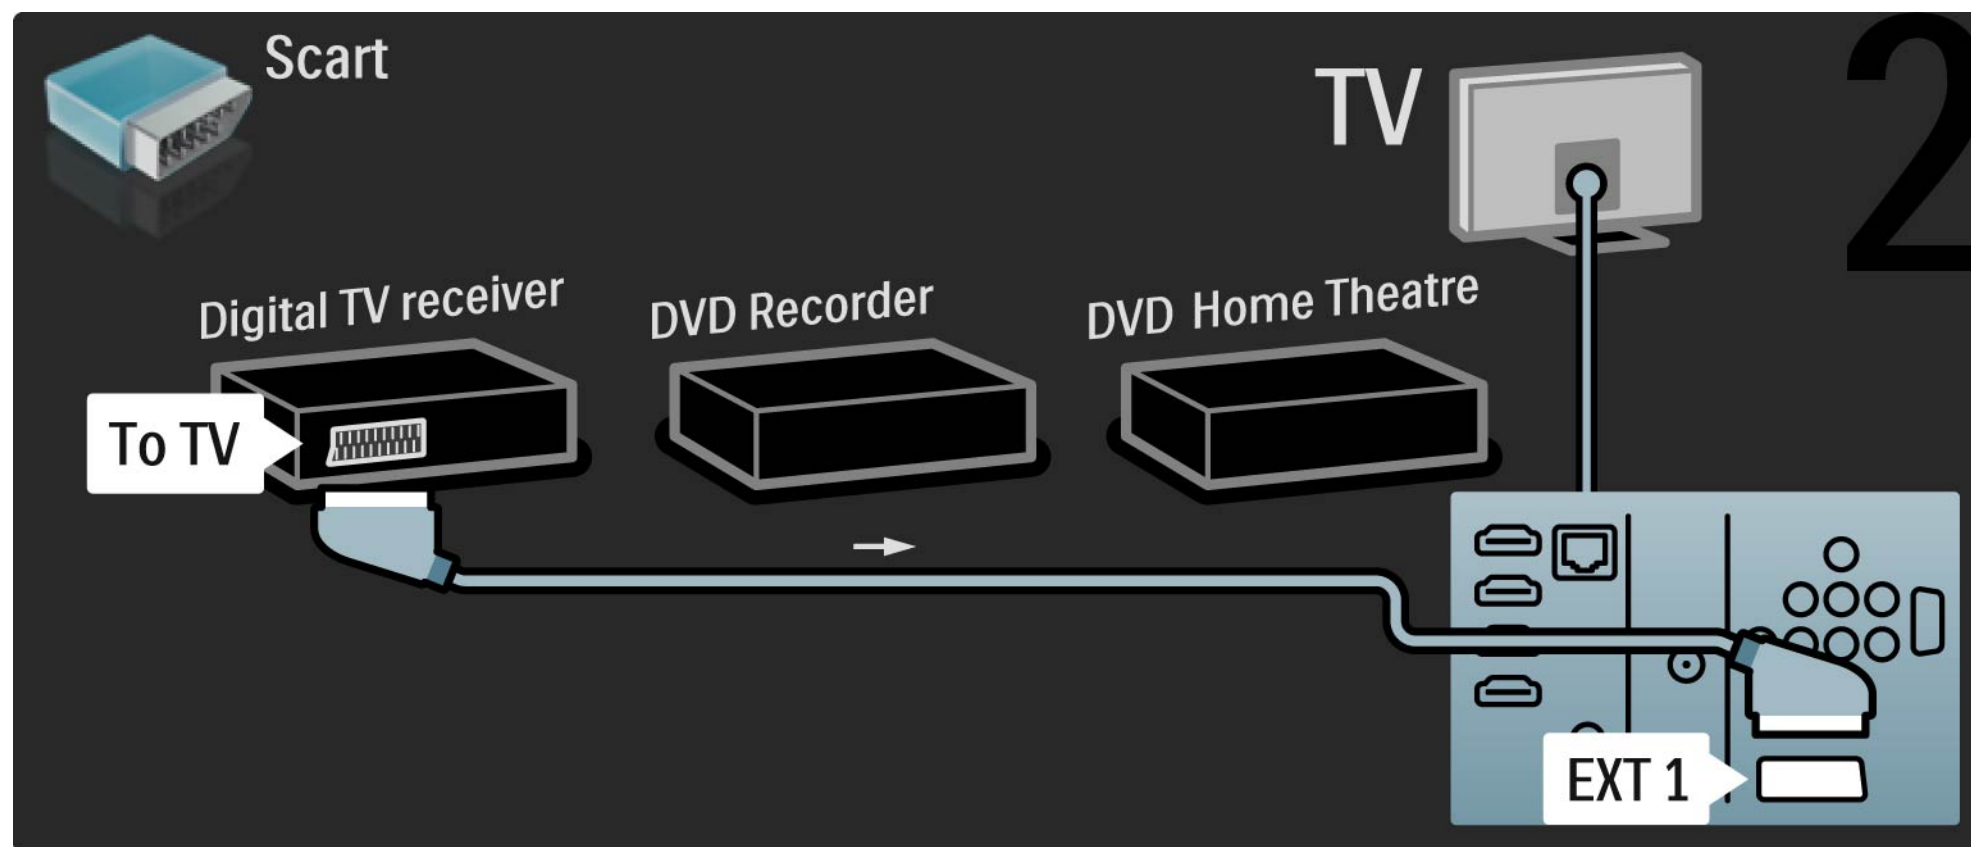 Scart
TV
2
Digital TV receiver
DVD Recorder
DVD Home Theatre
To TV
EXT 1